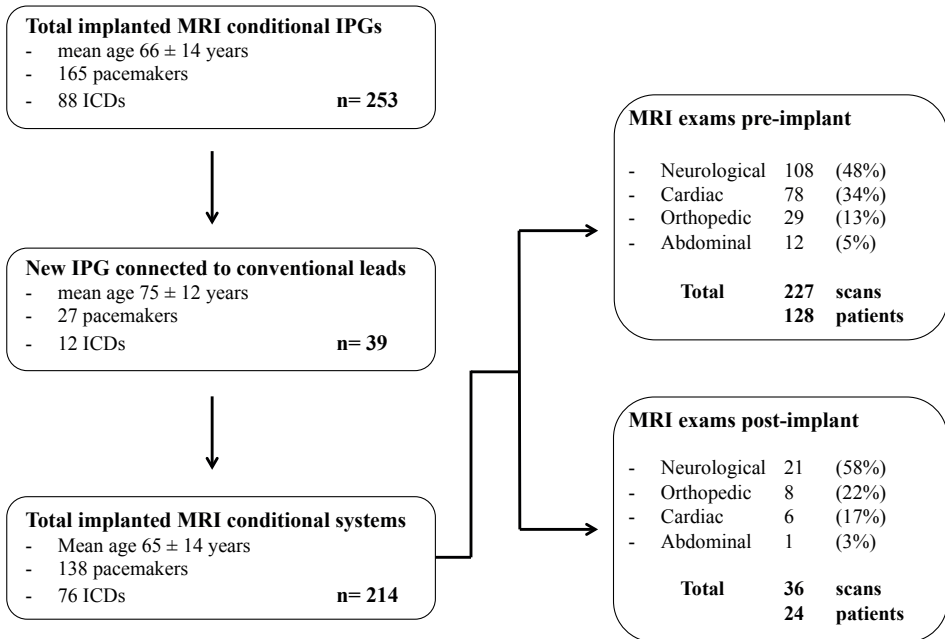 Total implanted MRI conditional IPGs
- mean age 66 ± 14 years
- 165 pacemakers
- 88 ICDs n= 253
New IPG connected to conventional leads
- mean age 75 ± 12 years
- 27 pacemakers
- 12 ICDs n= 39
Total implanted MRI conditional systems
- Mean age 65 ± 14 years
- 138 pacemakers
- 76 ICDs n= 214
MRI exams pre-implant
- Neurological 108 (48%)
- Cardiac 78 (34%)
- Orthopedic 29 (13%)
- Abdominal 12 (5%)
Total 227 scans
128 patients
MRI exams post-implant
- Neurological 21 (58%)
- Orthopedic 8 (22%)
- Cardiac 6 (17%)
- Abdominal 1 (3%)
Total 36 scans
24 patients